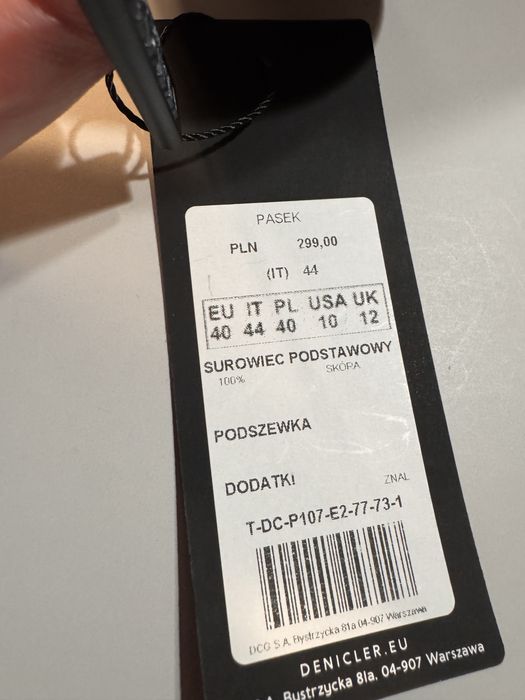 PASEK
PLN 299,00
(IT) 44
EU IT PL USA UK
40 44 40 10 12
SUROWIEC PODSTAWOWY
100% SKÓRA
PODSZEWKA
DODATKI
ZNAL
T-DC-P107-E2-77-73-1
DCG S.A. Bystrzycka 81a 04-907 Warszawa
DENICLER.EU
S.A. Bystrzycka 81a. 04-907 Warszawa